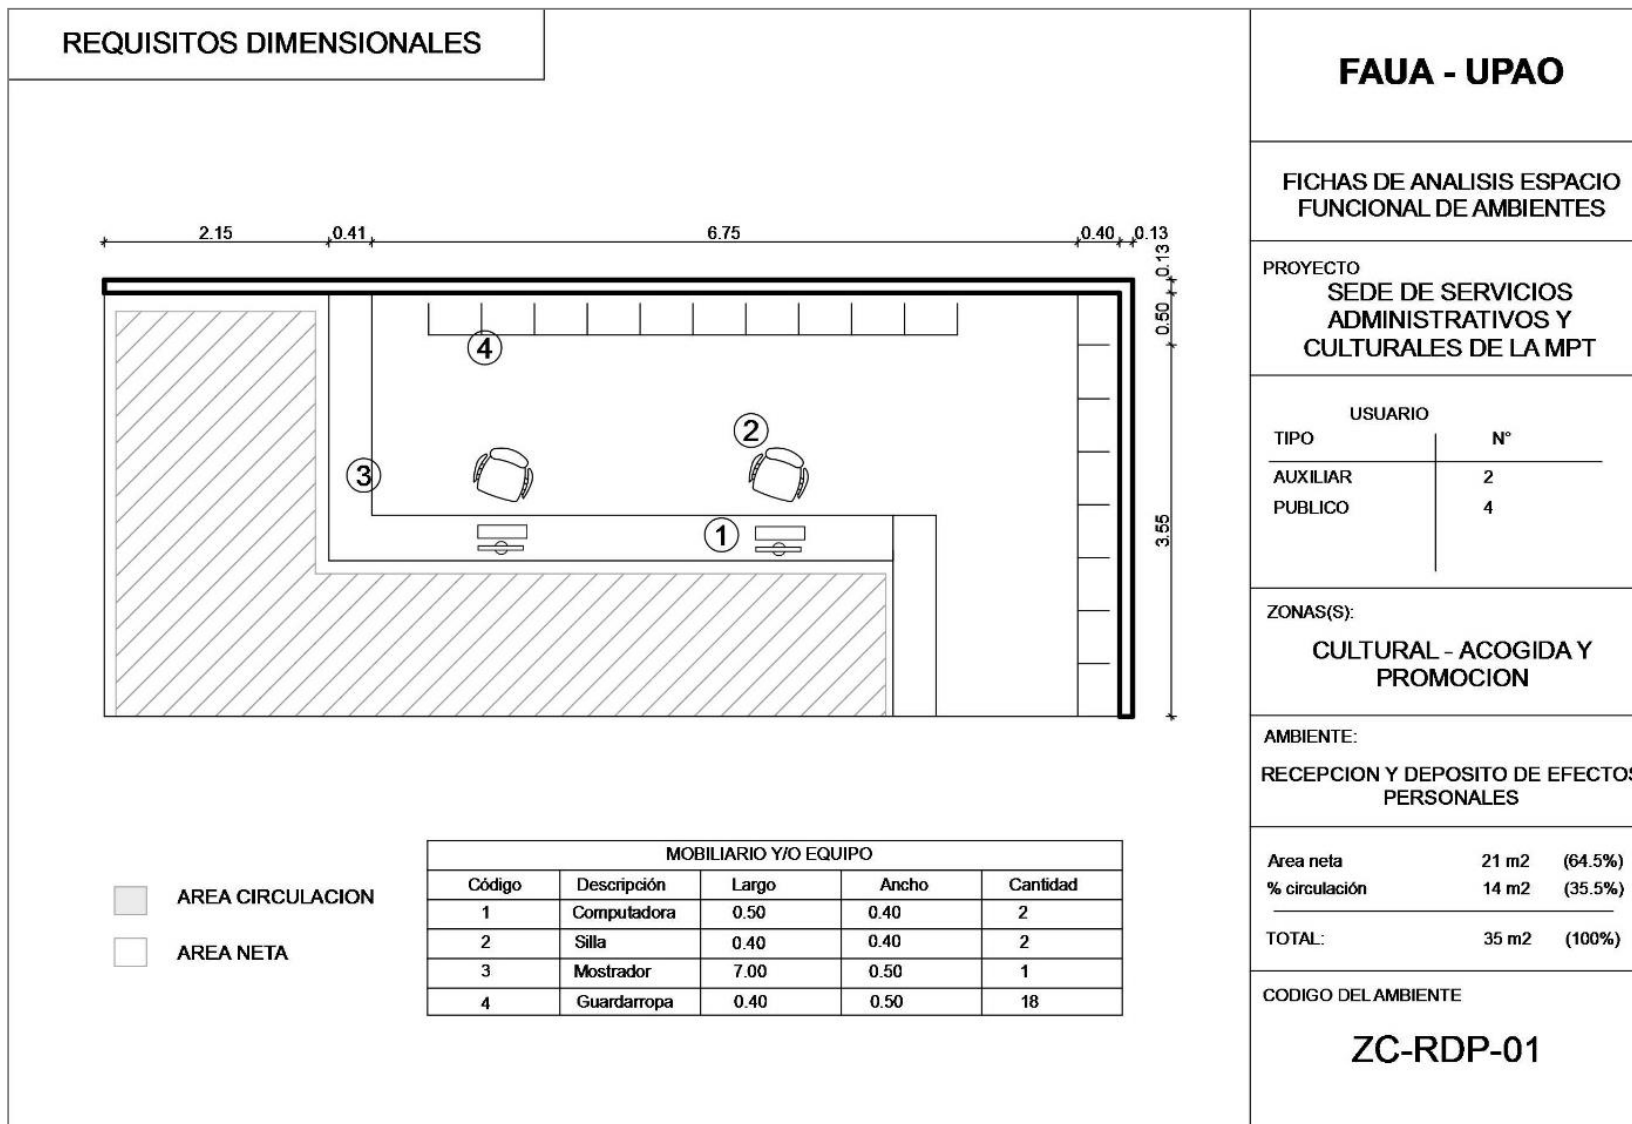 REQUISITOS DIMENSIONALES
2.15
0.41
6.75
0.40
0.13
0.13
0.50
3.55
4
2
3
1
AREA CIRCULACION
AREA NETA
MOBILIARIO Y/O EQUIPO
Código Descripción Largo Ancho Cantidad
1 Computadora 0.50 0.40 2
2 Silla 0.40 0.40 2
3 Mostrador 7.00 0.50 1
4 Guardarropa 0.40 0.50 18
FAUA - UPAO
FICHAS DE ANALISIS ESPACIO
FUNCIONAL DE AMBIENTES
PROYECTO
SEDE DE SERVICIOS
ADMINISTRATIVOS Y
CULTURALES DE LA MPT
USUARIO
TIPO N°
AUXILIAR 2
PUBLICO 4
ZONAS(S):
CULTURAL - ACOGIDA Y
PROMOCION
AMBIENTE:
RECEPCION Y DEPOSITO DE EFECTOS
PERSONALES
Area neta 21 m2 (64.5%)
% circulación 14 m2 (35.5%)
TOTAL: 35 m2 (100%)
CODIGO DEL AMBIENTE
ZC-RDP-01